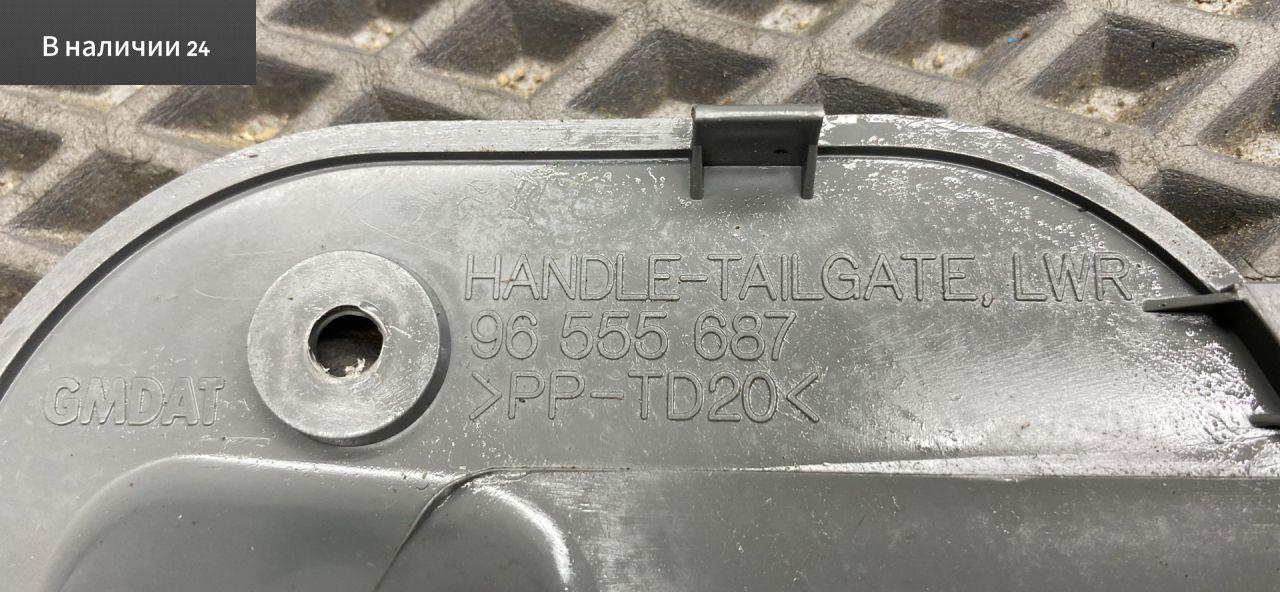 В наличии 24
HANDLE-TAILGATE, LWR
96 555 687
>PP-TD20<
GMDAT